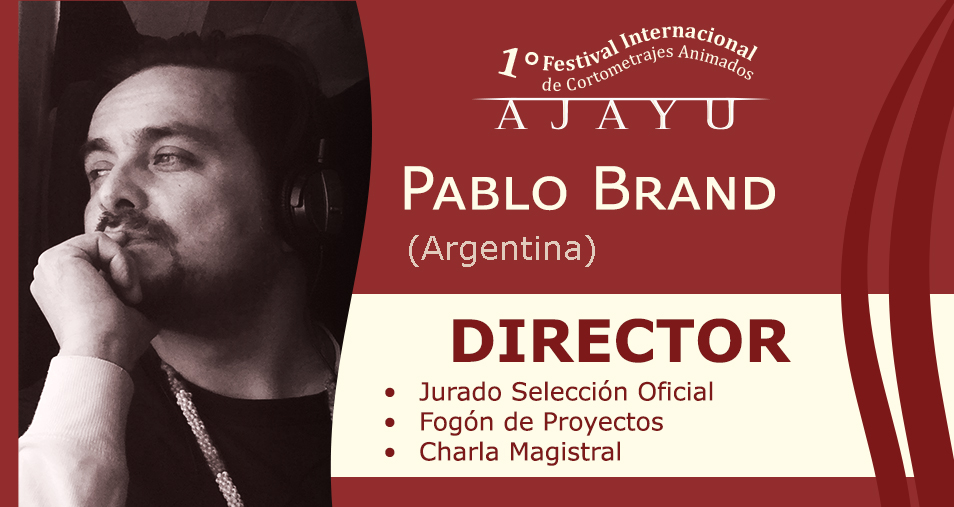 1° Festival Internacional
de Cortometrajes Animados
AJAYU
Pablo Brand
(Argentina)
DIRECTOR
• Jurado Selección Oficial
• Fogón de Proyectos
• Charla Magistral